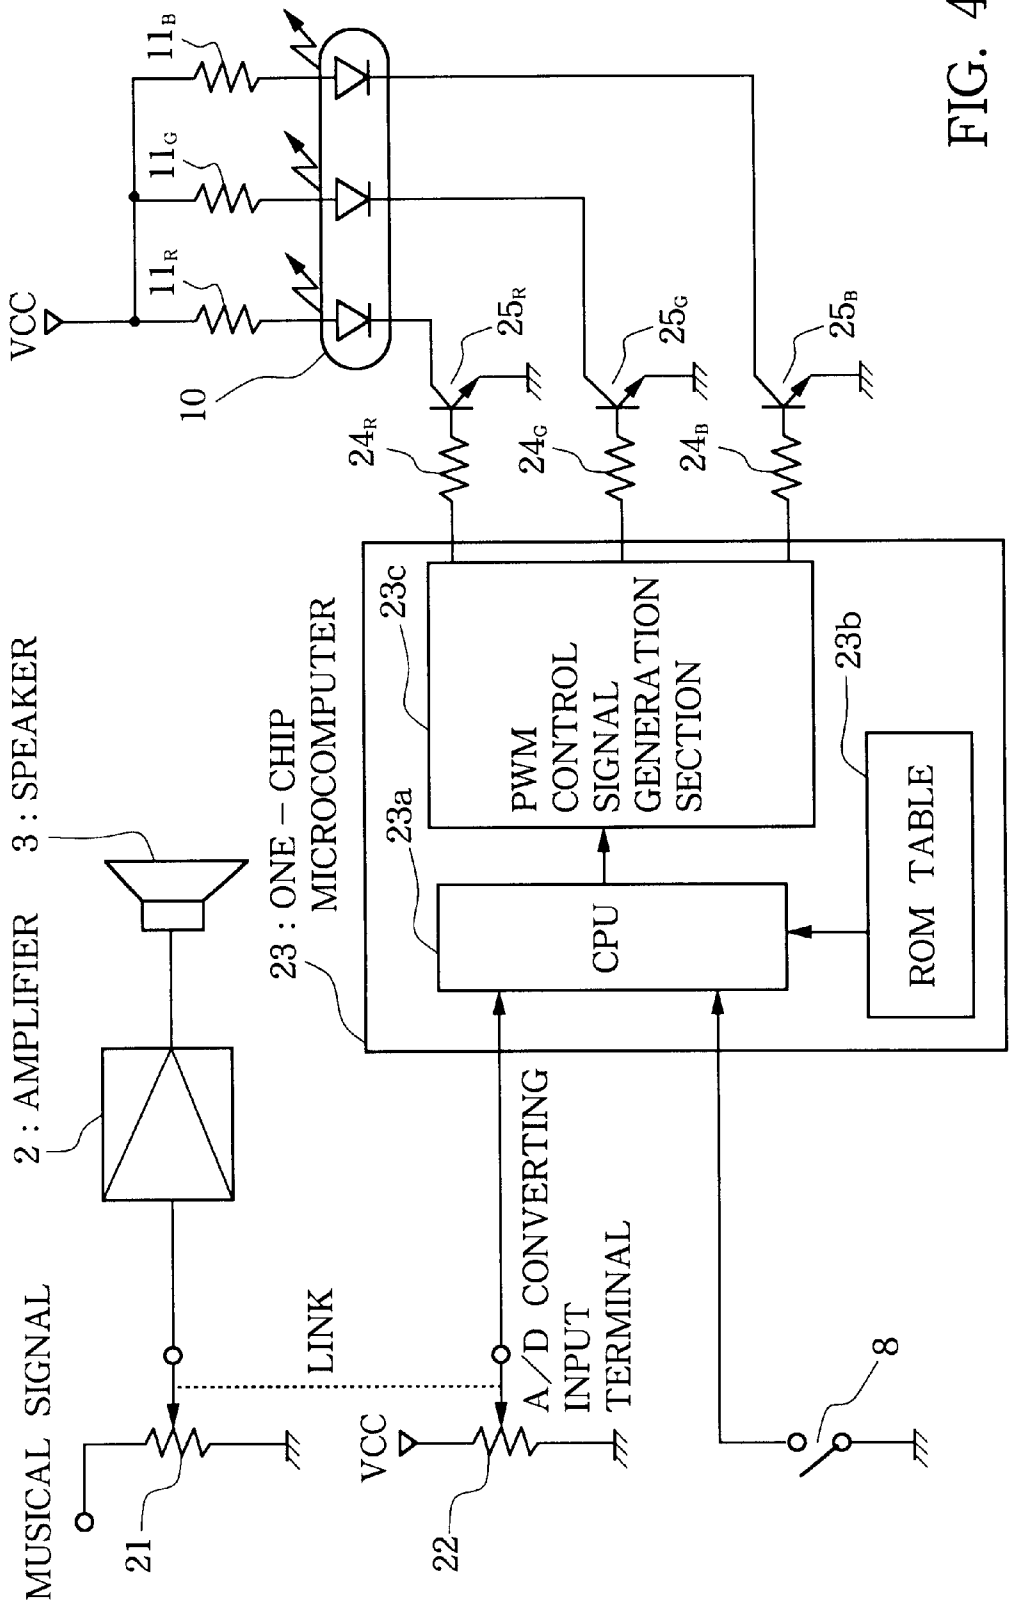 MUSICAL SIGNAL
2 : AMPLIFIER
3 : SPEAKER
21
LINK
VCC
22
A/D CONVERTING
INPUT
TERMINAL
8
23 : ONE-CHIP
MICROCOMPUTER
23a
CPU
23c
PWM
CONTROL
SIGNAL
GENERATION
SECTION
23b
ROM TABLE
VCC
11R
11G
11B
10
24R
25R
24G
25G
24B
25B
FIG. 4